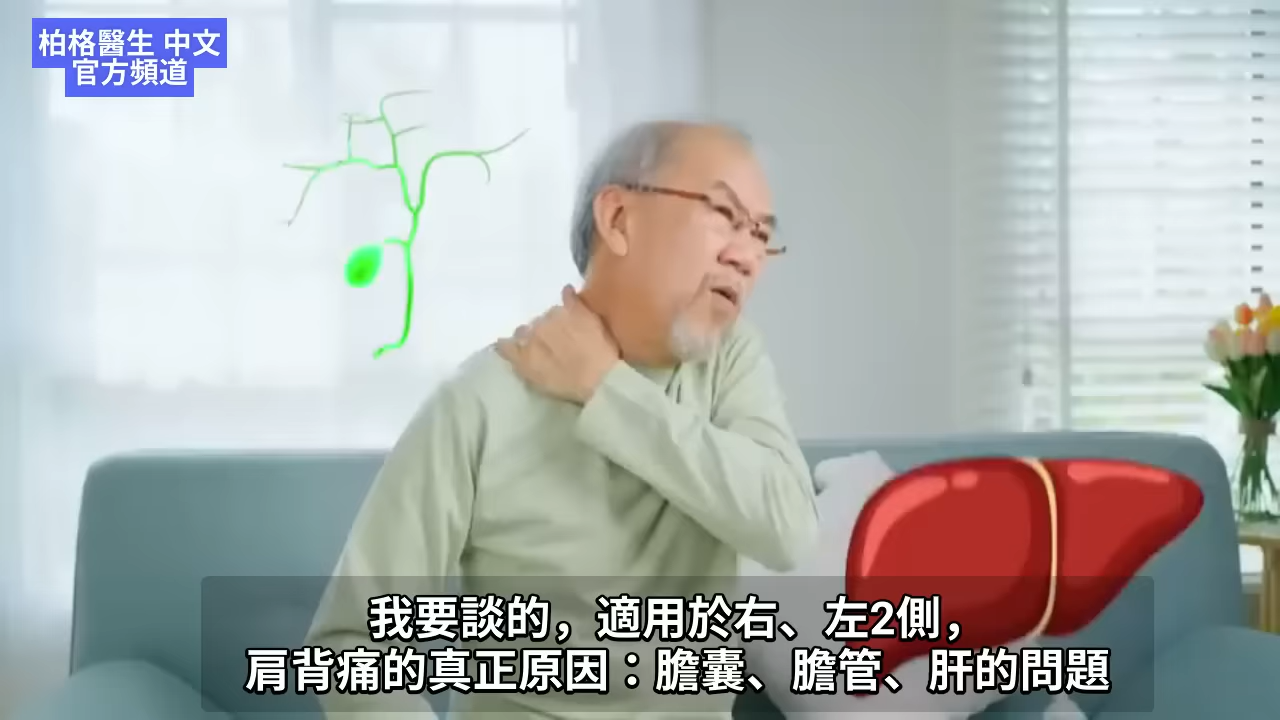 柏格醫生 中文
官方頻道
我要談的，適用於右、左2側，
肩背痛的真正原因：膽囊、膽管、肝的問題